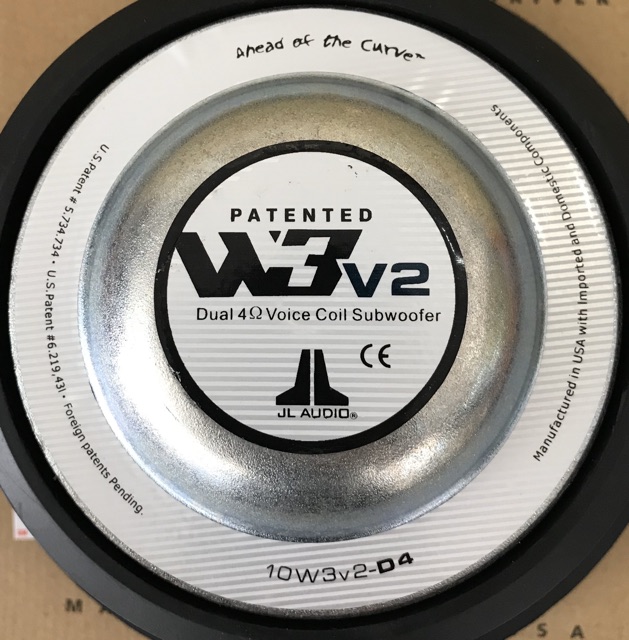 Ahead of the Curve™
Manufactured in USA with Imported and Domestic Components
U.S.Patent # 5,734,734 • U.S.Patent #6,219,431 • Foreign patents Pending.
PATENTED
W3v2
Dual 4Ω Voice Coil Subwoofer
CE
JL AUDIO®
10W3v2-D4
M A
S A